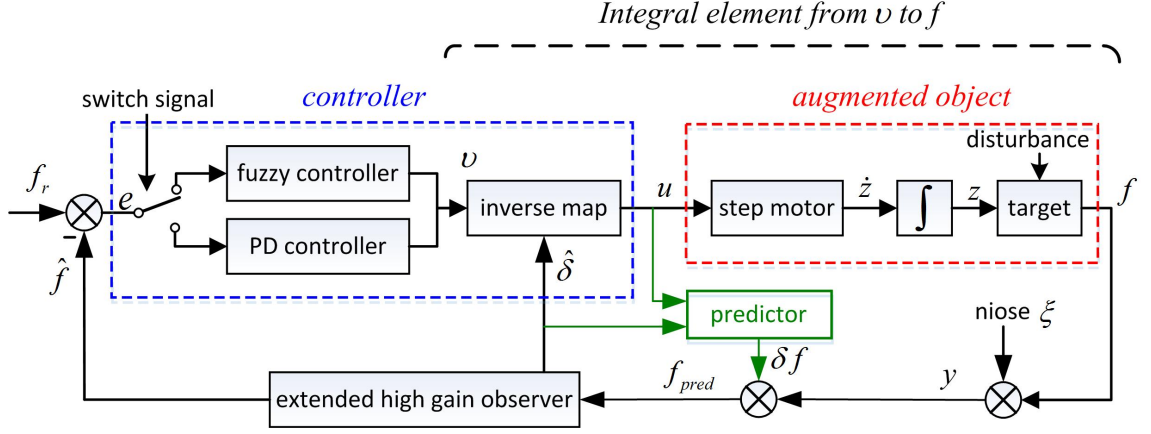 Integral element from υ to f
switch signal
controller
augmented object
disturbance
f_r
e
fuzzy controller
PD controller
υ
inverse map
u
step motor
ż
∫
z
target
f
-
f̂
δ̂
predictor
niose ξ
δf
f_pred
y
extended high gain observer